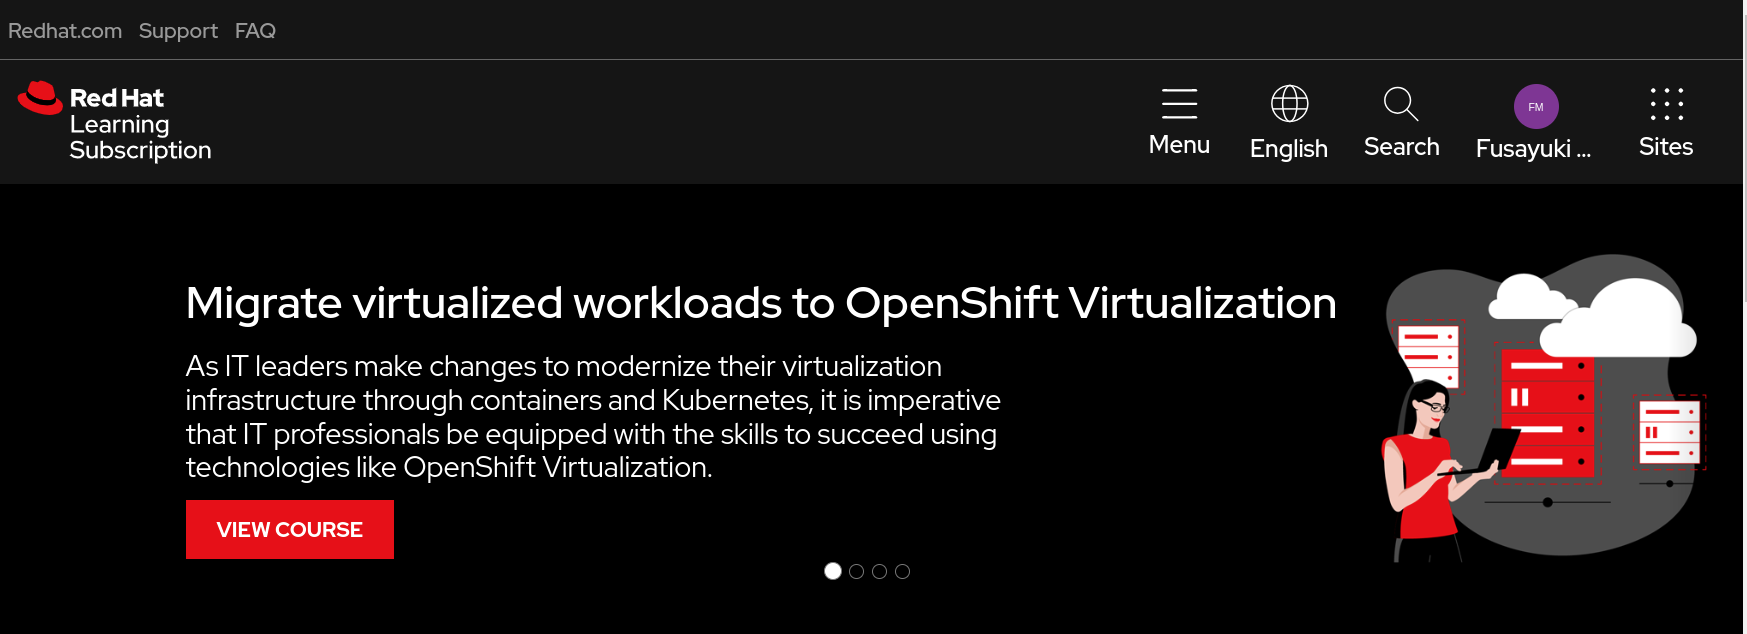 Redhat.com Support FAQ
Red Hat
Learning
Subscription
Menu
English
Search
FM
Fusayuki ...
Sites
Migrate virtualized workloads to OpenShift Virtualization
As IT leaders make changes to modernize their virtualization
infrastructure through containers and Kubernetes, it is imperative
that IT professionals be equipped with the skills to succeed using
technologies like OpenShift Virtualization.
VIEW COURSE